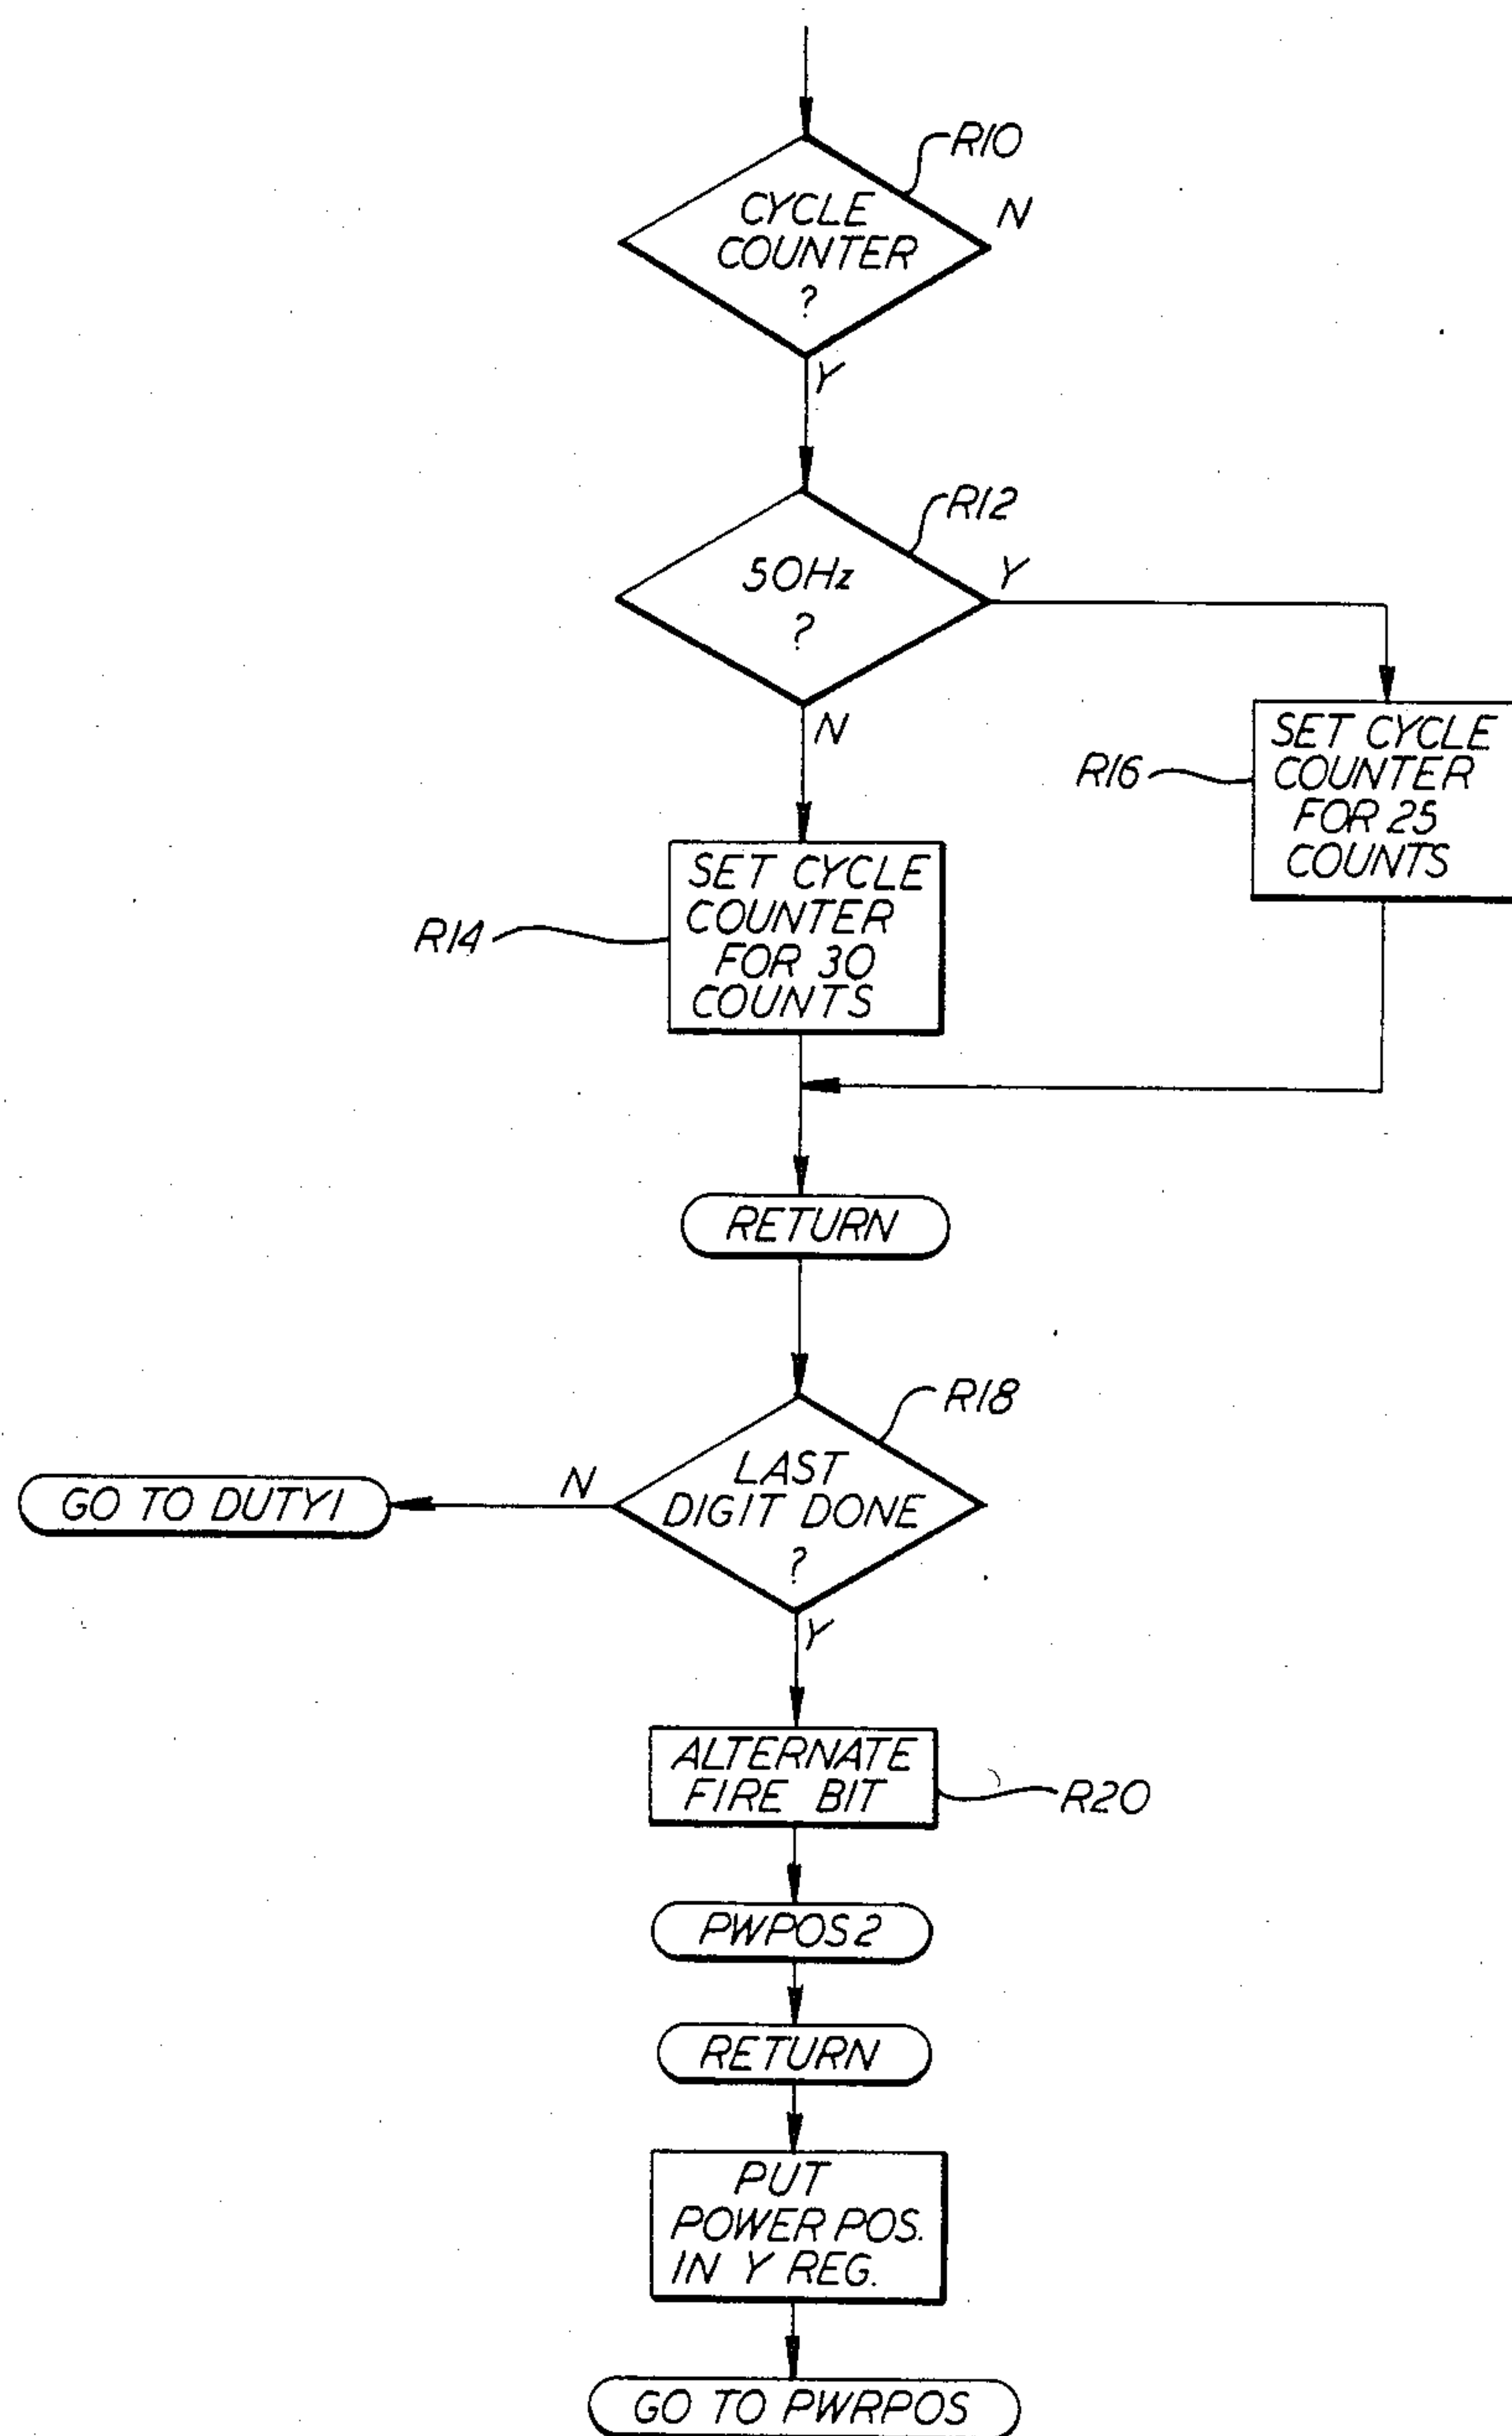 R10
CYCLE
COUNTER
?
N
Y
R12
50Hz
?
Y
N
SET CYCLE
COUNTER
FOR 25
COUNTS
R16
SET CYCLE
COUNTER
FOR 30
COUNTS
R14
RETURN
R18
LAST
DIGIT DONE
?
N
GO TO DUTY1
Y
ALTERNATE
FIRE BIT
R20
PWPOS2
RETURN
PUT
POWER POS.
IN Y REG.
GO TO PWRPOS